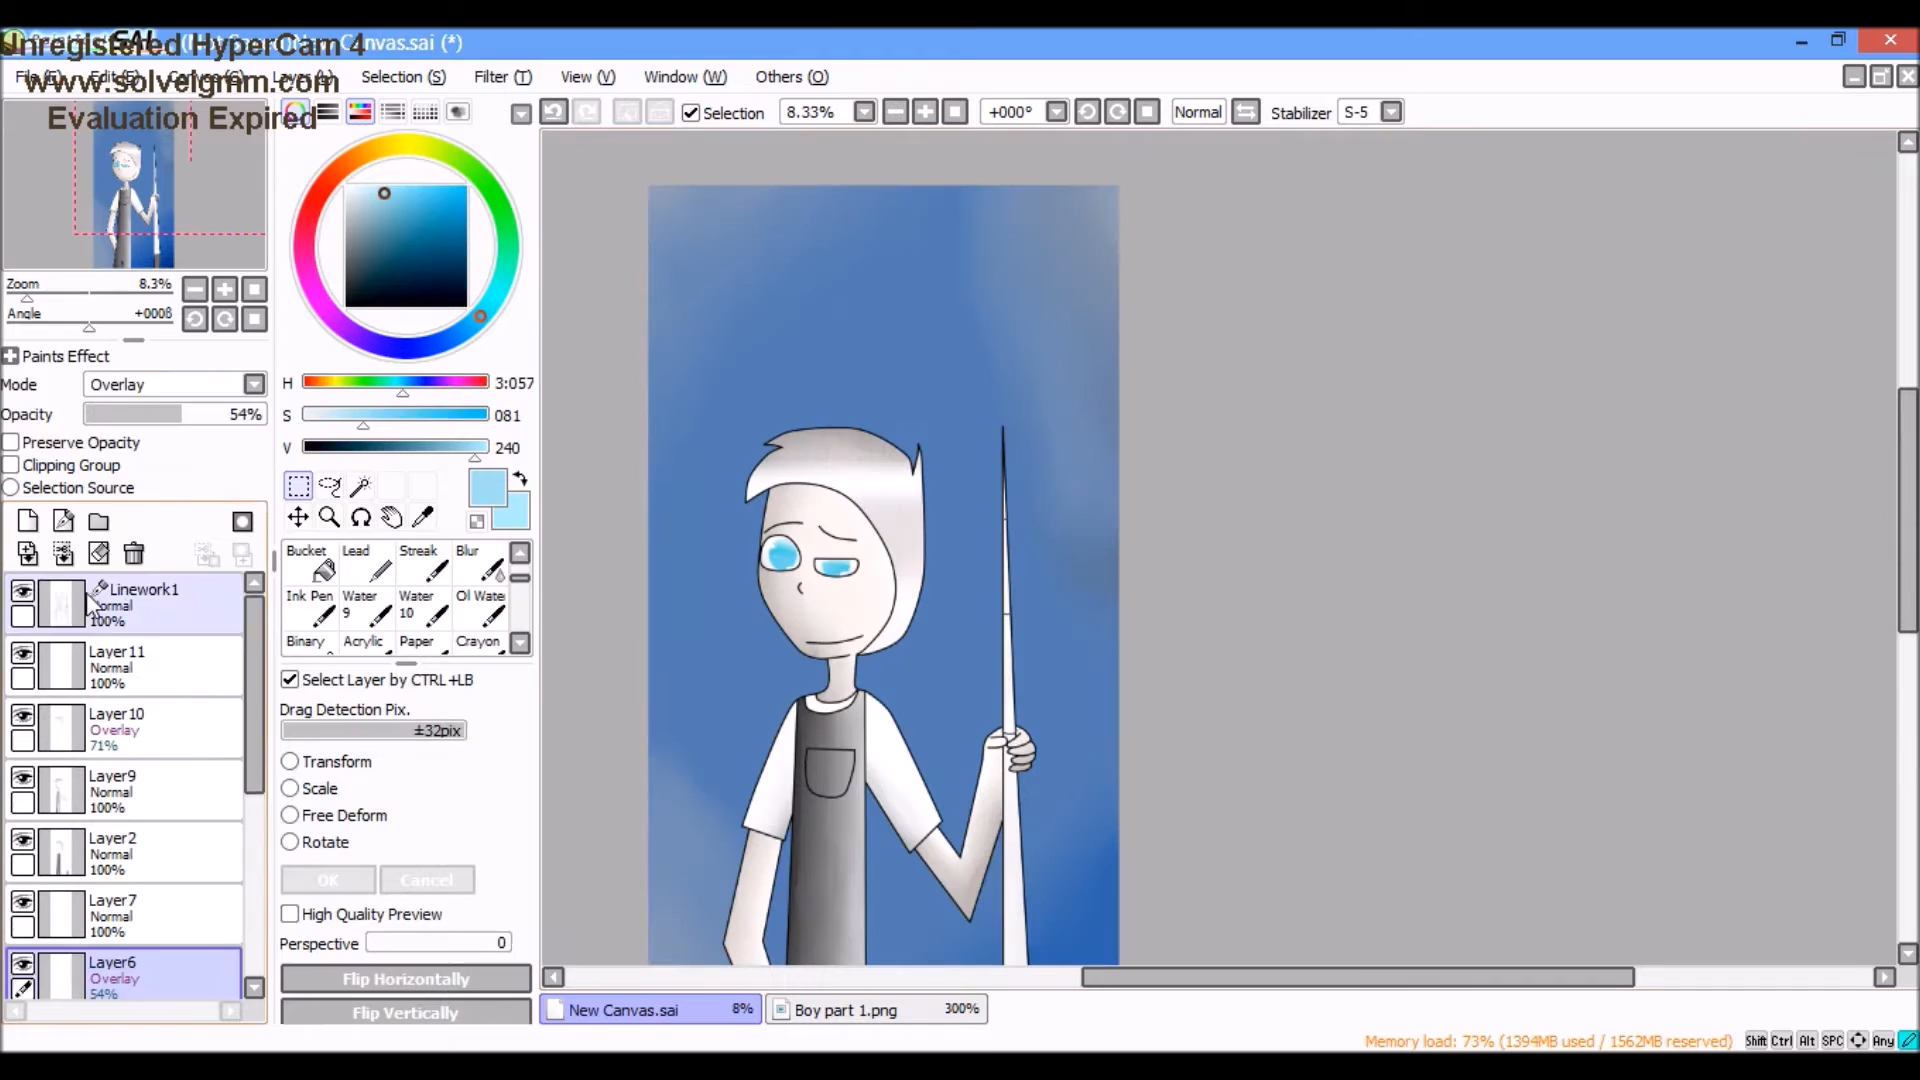 Unregistered HyperCam 4
Canvas.sai (*)
www.solveigmm.com
Selection (S)
Filter (T)
View (V)
Window (W)
Others (O)
Evaluation Expired
Selection
8.33%
+000°
Normal
Stabilizer
S-5
Zoom
8.3%
Angle
+000ß
Paints Effect
Mode
Overlay
Opacity
54%
Preserve Opacity
Clipping Group
Selection Source
Linework1
100%
Layer11
Normal
100%
Layer10
Overlay
71%
Layer9
Normal
100%
Layer2
Normal
100%
Layer7
Normal
100%
Layer6
Overlay
54%
H
3:057
S
081
V
240
Bucket
Lead
Streak
Blur
Ink Pen
Water 9
Water 10
Oil Wate
Binary
Acrylic
Paper
Crayon
Select Layer by CTRL+LB
Drag Detection Pix.
±32pix
Transform
Scale
Free Deform
Rotate
OK
Cancel
High Quality Preview
Perspective
0
Flip Horizontally
Flip Vertically
New Canvas.sai
8%
Boy part 1.png
300%
Memory load: 73% (1394MB used / 1562MB reserved)
Shift Ctrl Alt SPC Any